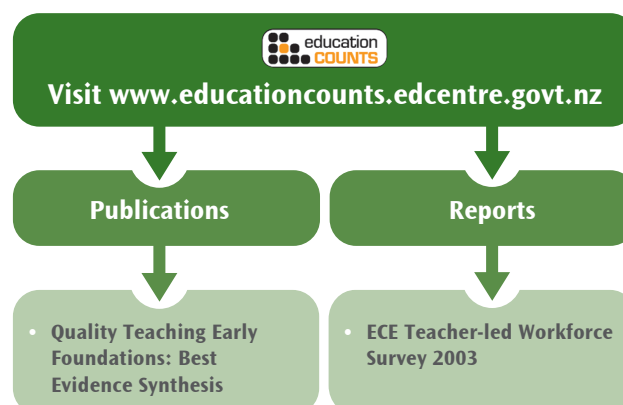 education
COUNTS
Visit www.educationcounts.edcentre.govt.nz
Publications
Reports
• Quality Teaching Early
Foundations: Best
Evidence Synthesis
• ECE Teacher-led Workforce
Survey 2003